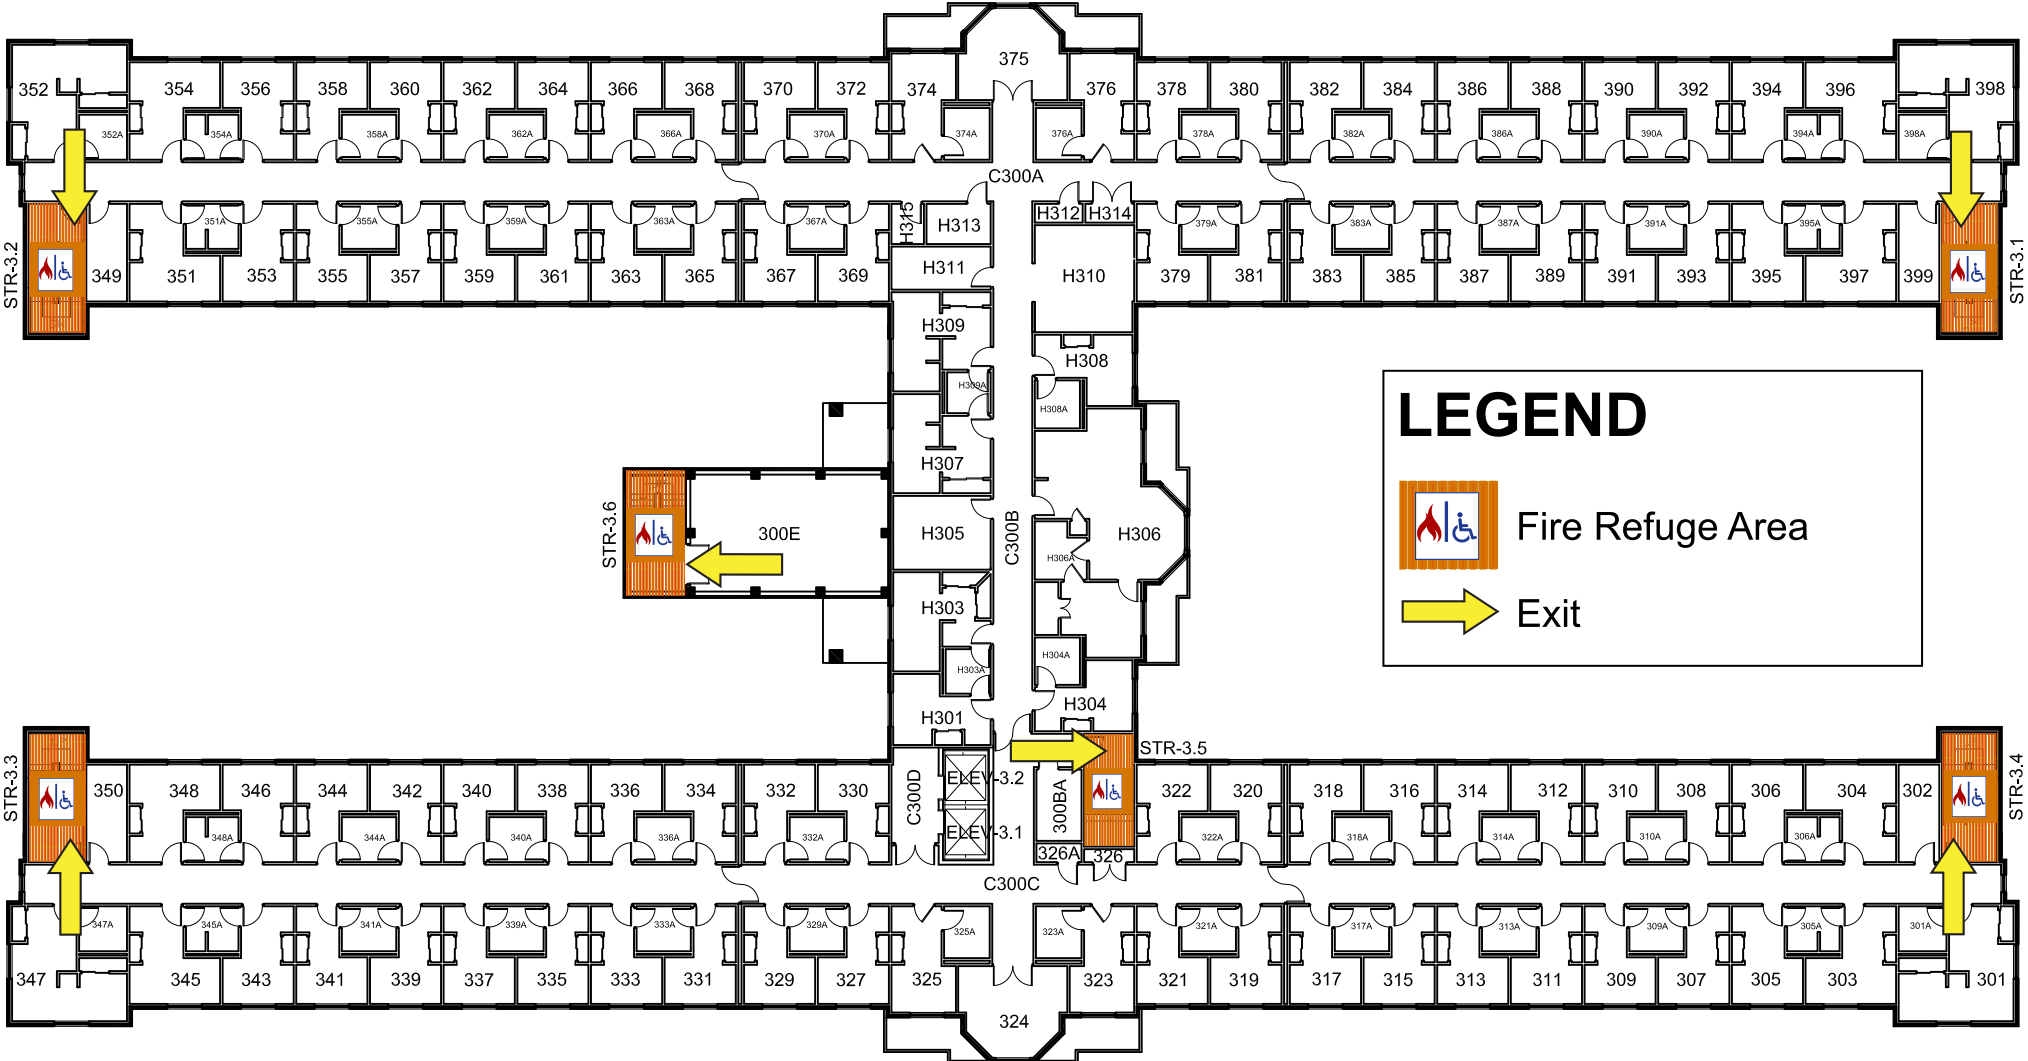 375
352
354
356
358
360
362
364
366
368
370
372
374
376
378
380
382
384
386
388
390
392
394
396
398
352A
354A
358A
362A
366A
370A
374A
376A
378A
382A
386A
390A
394A
398A
C300A
351A
355A
359A
363A
367A
H315
H313
H312
H314
379A
383A
387A
391A
395A
STR-3.2
349
351
353
355
357
359
361
363
365
367
369
H311
H310
379
381
383
385
387
389
391
393
395
397
399
STR-3.1
H309
H308
H309A
H308A
H307
LEGEND
Fire Refuge Area
Exit
STR-3.6
300E
H305
C300B
H306
H306A
H303
H303A
H304A
H301
H304
STR-3.5
STR-3.3
350
348
346
344
342
340
338
336
334
332
330
C300D
ELEV-3.2
ELEV-3.1
300BA
322
320
318
316
314
312
310
308
306
304
302
STR-3.4
348A
344A
340A
336A
332A
326A
326
322A
318A
314A
310A
306A
C300C
347A
345A
341A
339A
333A
329A
325A
323A
321A
317A
313A
309A
305A
301A
347
345
343
341
339
337
335
333
331
329
327
325
323
321
319
317
315
313
311
309
307
305
303
301
324